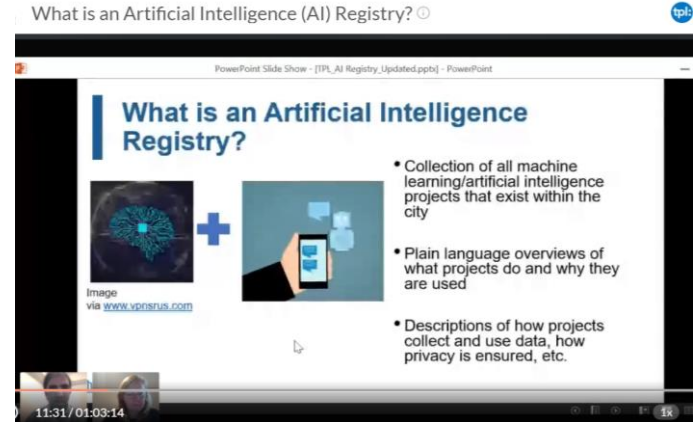 What is an Artificial Intelligence (AI) Registry?
tpl:
PowerPoint Slide Show - [TPL_AI Registry_Updated.pptx] - PowerPoint
What is an Artificial Intelligence
Registry?
• Collection of all machine
learning/artificial intelligence
projects that exist within the
city
• Plain language overviews of
what projects do and why they
are used
• Descriptions of how projects
collect and use data, how
privacy is ensured, etc.
Image
via www.vpnsrus.com
11:31 / 01:03:14
1x